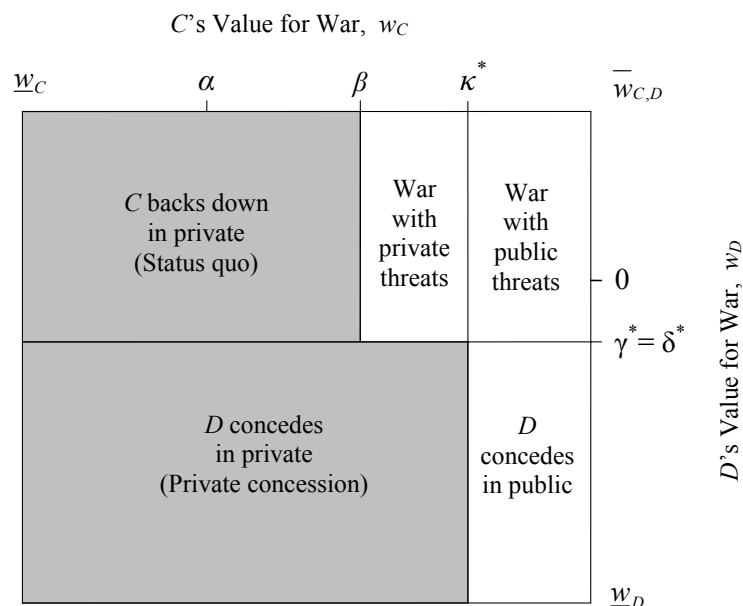 C's Value for War, w_C
w_C α β κ* w_C,D
C backs down
in private
(Status quo)
War
with
private
threats
War
with
public
threats
0
γ* = δ*
D's Value for War, w_D
D concedes
in private
(Private concession)
D
concedes
in public
w_D